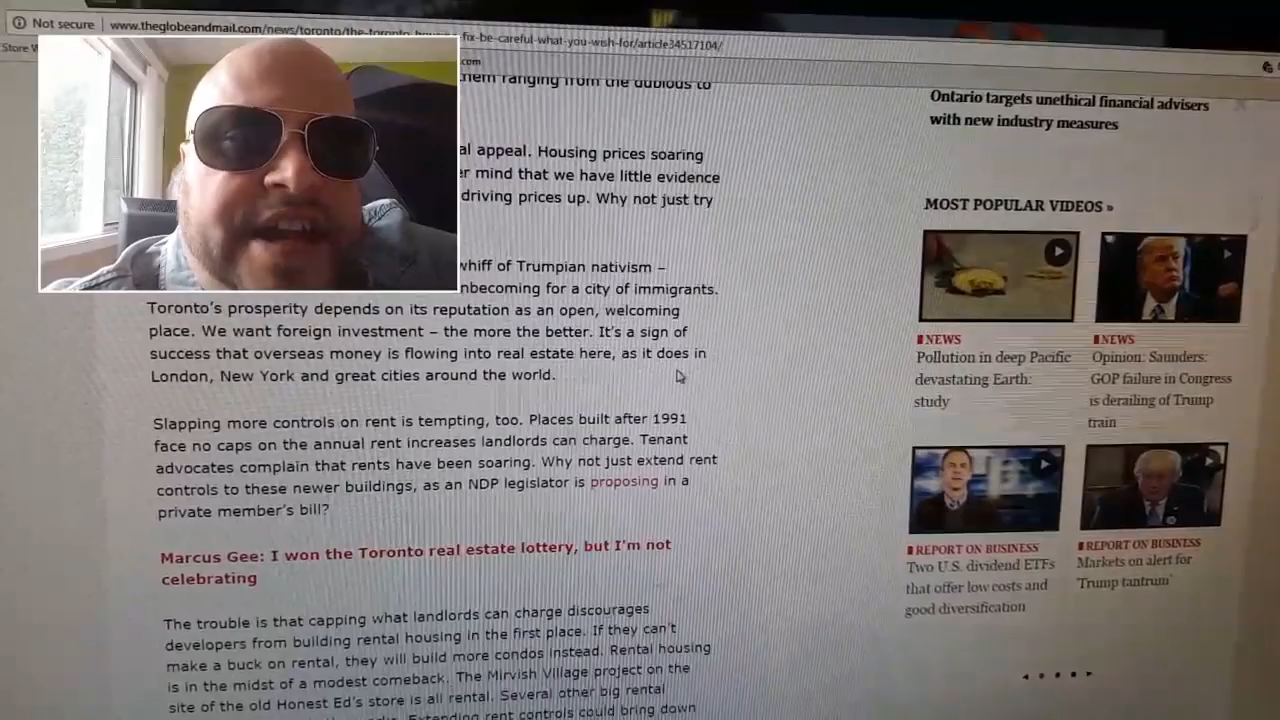 Not secure
www.theglobeandmail.com/news/toronto/the-toronto-
fix-be-careful-what-you-wish-for/article34517104/
Store
.com
them ranging from the dubious to
al appeal. Housing prices soaring
er mind that we have little evidence
driving prices up. Why not just try
whiff of Trumpian nativism –
nbecoming for a city of immigrants.
Toronto's prosperity depends on its reputation as an open, welcoming
place. We want foreign investment – the more the better. It's a sign of
success that overseas money is flowing into real estate here, as it does in
London, New York and great cities around the world.
Slapping more controls on rent is tempting, too. Places built after 1991
face no caps on the annual rent increases landlords can charge. Tenant
advocates complain that rents have been soaring. Why not just extend rent
controls to these newer buildings, as an NDP legislator is proposing in a
private member's bill?
Marcus Gee: I won the Toronto real estate lottery, but I'm not
celebrating
The trouble is that capping what landlords can charge discourages
developers from building rental housing in the first place. If they can't
make a buck on rental, they will build more condos instead. Rental housing
is in the midst of a modest comeback. The Mirvish Village project on the
site of the old Honest Ed's store is all rental. Several other big rental
Extending rent controls could bring down
Ontario targets unethical financial advisers
with new industry measures
MOST POPULAR VIDEOS »
NEWS
Pollution in deep Pacific
devastating Earth:
study
NEWS
Opinion: Saunders:
GOP failure in Congress
is derailing of Trump
train
REPORT ON BUSINESS
Two U.S. dividend ETFs
that offer low costs and
good diversification
REPORT ON BUSINESS
Markets on alert for
'Trump tantrum'